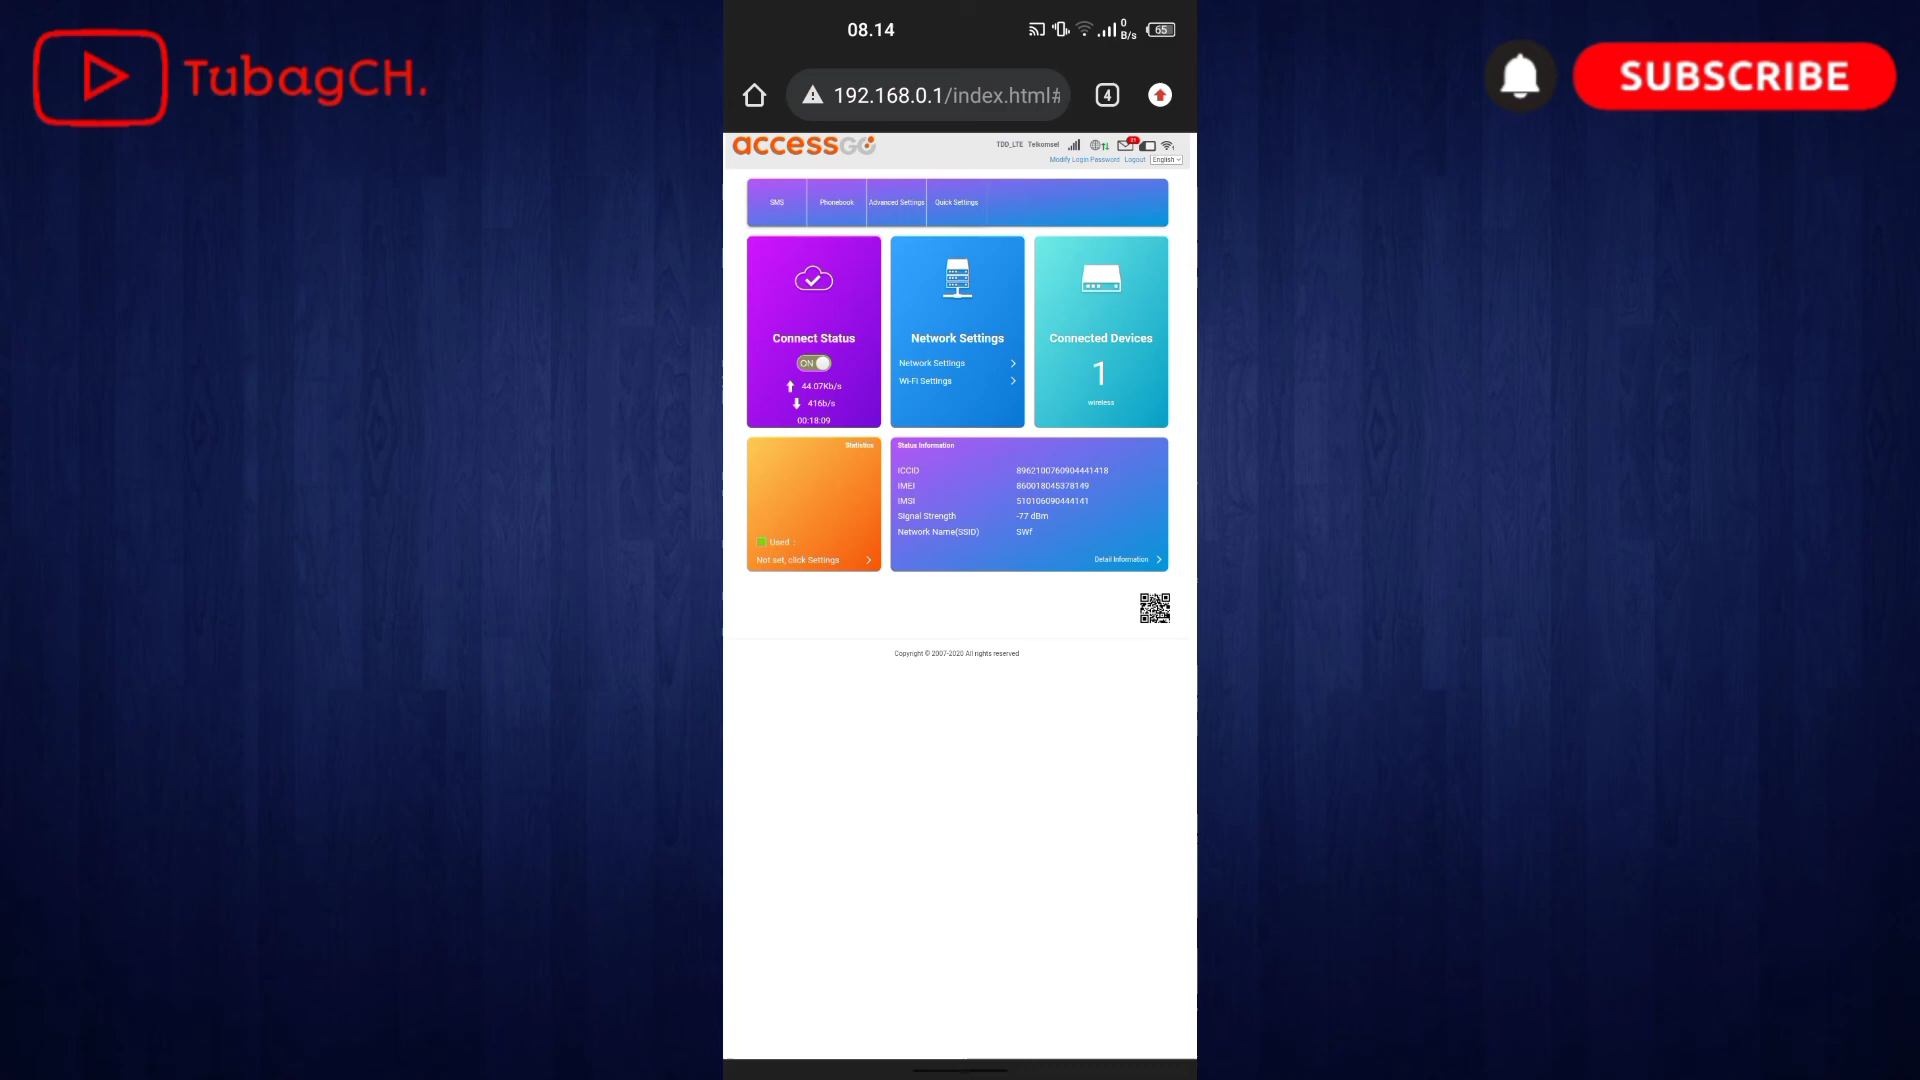 TubagCH.
SUBSCRIBE
08.14
0
B/s
65
192.168.0.1/index.html#
4
accessGO
TDD_LTE Telkomsel
Modify Login Password Logout English
SMS Phonebook Advanced Settings Quick Settings
Connect Status
ON
44.07Kb/s
416b/s
00:18:09
Network Settings
Network Settings
Wi-Fi Settings
Connected Devices
1
wireless
Statistics
Used :
Not set, click Settings
Status Information
ICCID 8962100760904441418
IMEI 860018045378149
IMSI 510106090444141
Signal Strength -77 dBm
Network Name(SSID) SWf
Detail Information
Copyright © 2007-2020 All rights reserved